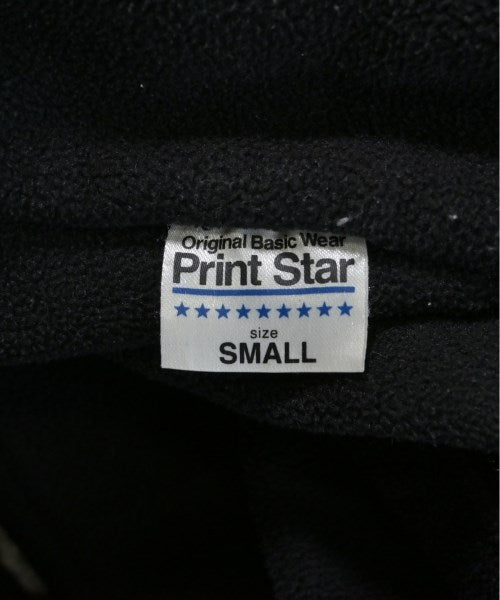 Original Basic Wear
Print Star
★★★★★★★★★
size
SMALL